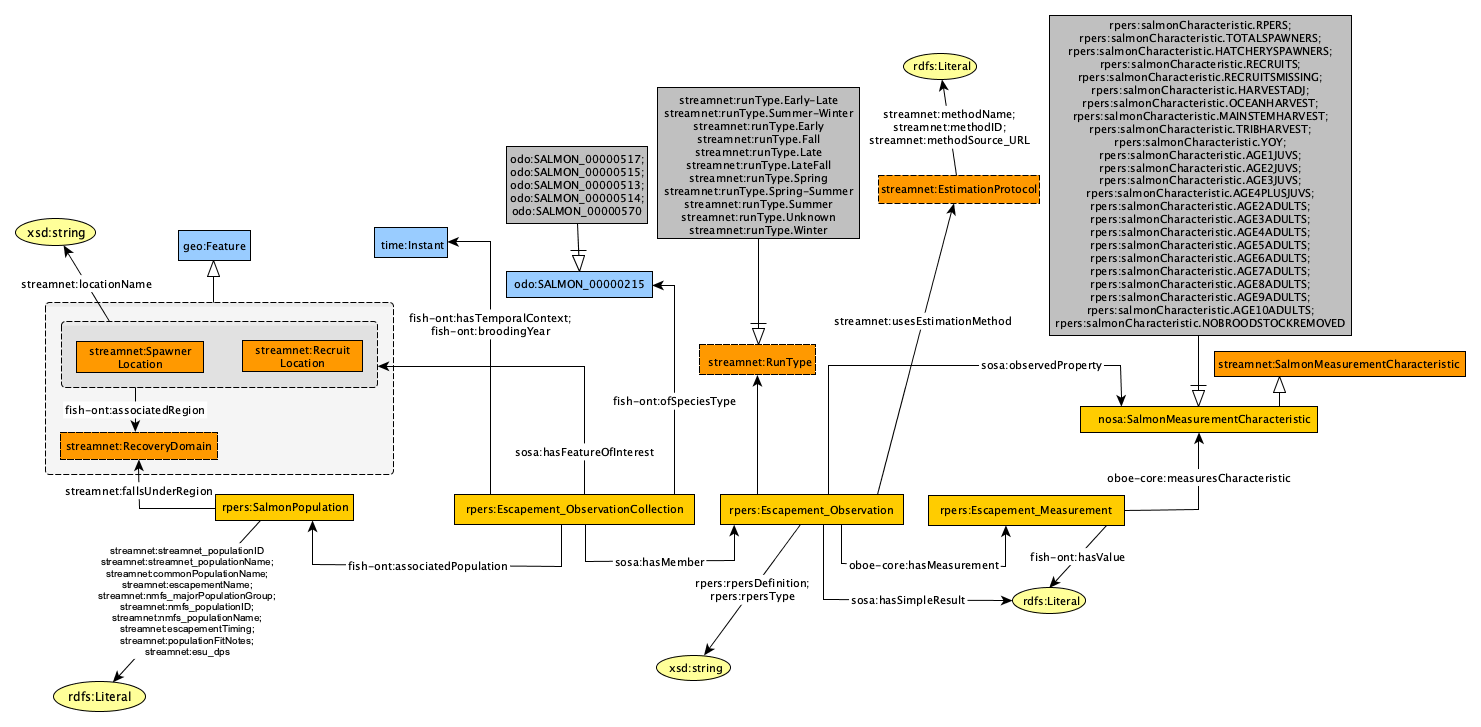 rpers:salmonCharacteristic.RPERS;
rpers:salmonCharacteristic.TOTALSPAWNERS;
rpers:salmonCharacteristic.HATCHERYSPAWNERS;
rpers:salmonCharacteristic.RECRUITS;
rpers:salmonCharacteristic.RECRUITSMISSING;
rpers:salmonCharacteristic.HARVESTADJ;
rpers:salmonCharacteristic.OCEANHARVEST;
rpers:salmonCharacteristic.MAINSTEMHARVEST;
rpers:salmonCharacteristic.TRIBHARVEST;
rpers:salmonCharacteristic.YOY;
rpers:salmonCharacteristic.AGE1JUVS;
rpers:salmonCharacteristic.AGE2JUVS;
rpers:salmonCharacteristic.AGE3JUVS;
rpers:salmonCharacteristic.AGE4PLUSJUVS;
rpers:salmonCharacteristic.AGE2ADULTS;
rpers:salmonCharacteristic.AGE3ADULTS;
rpers:salmonCharacteristic.AGE4ADULTS;
rpers:salmonCharacteristic.AGE5ADULTS;
rpers:salmonCharacteristic.AGE6ADULTS;
rpers:salmonCharacteristic.AGE7ADULTS;
rpers:salmonCharacteristic.AGE8ADULTS;
rpers:salmonCharacteristic.AGE9ADULTS;
rpers:salmonCharacteristic.AGE10ADULTS;
rpers:salmonCharacteristic.NOBROODSTOCKREMOVED
rdfs:Literal
streamnet:methodName;
streamnet:methodID;
streamnet:methodSource_URL
streamnet:EstimationProtocol
streamnet:runType.Early-Late
streamnet:runType.Summer-Winter
streamnet:runType.Early
streamnet:runType.Fall
streamnet:runType.Late
streamnet:runType.LateFall
streamnet:runType.Spring
streamnet:runType.Spring-Summer
streamnet:runType.Summer
streamnet:runType.Unknown
streamnet:runType.Winter
odo:SALMON_00000517;
odo:SALMON_00000515;
odo:SALMON_00000513;
odo:SALMON_00000514;
odo:SALMON_00000570
xsd:string
geo:Feature
time:Instant
odo:SALMON_00000215
streamnet:locationName
fish-ont:hasTemporalContext;
fish-ont:broodingYear
streamnet:usesEstimationMethod
streamnet:Spawner
Location
streamnet:Recruit
Location
streamnet:RunType
sosa:observedProperty
streamnet:SalmonMeasurementCharacteristic
fish-ont:associatedRegion
fish-ont:ofSpeciesType
nosa:SalmonMeasurementCharacteristic
streamnet:RecoveryDomain
sosa:hasFeatureOfInterest
streamnet:fallsUnderRegion
oboe-core:measuresCharacteristic
rpers:SalmonPopulation
rpers:Escapement_ObservationCollection
rpers:Escapement_Observation
rpers:Escapement_Measurement
streamnet:streamnet_populationID
streamnet:streamnet_populationName;
streamnet:commonPopulationName;
streamnet:escapementName;
streamnet:nmfs_majorPopulationGroup;
streamnet:nmfs_populationID;
streamnet:nmfs_populationName;
streamnet:escapementTiming;
streamnet:populationFitNotes;
streamnet:esu_dps
fish-ont:associatedPopulation
sosa:hasMember
oboe-core:hasMeasurement
fish-ont:hasValue
rpers:rpersDefinition;
rpers:rpersType
sosa:hasSimpleResult
rdfs:Literal
xsd:string
rdfs:Literal